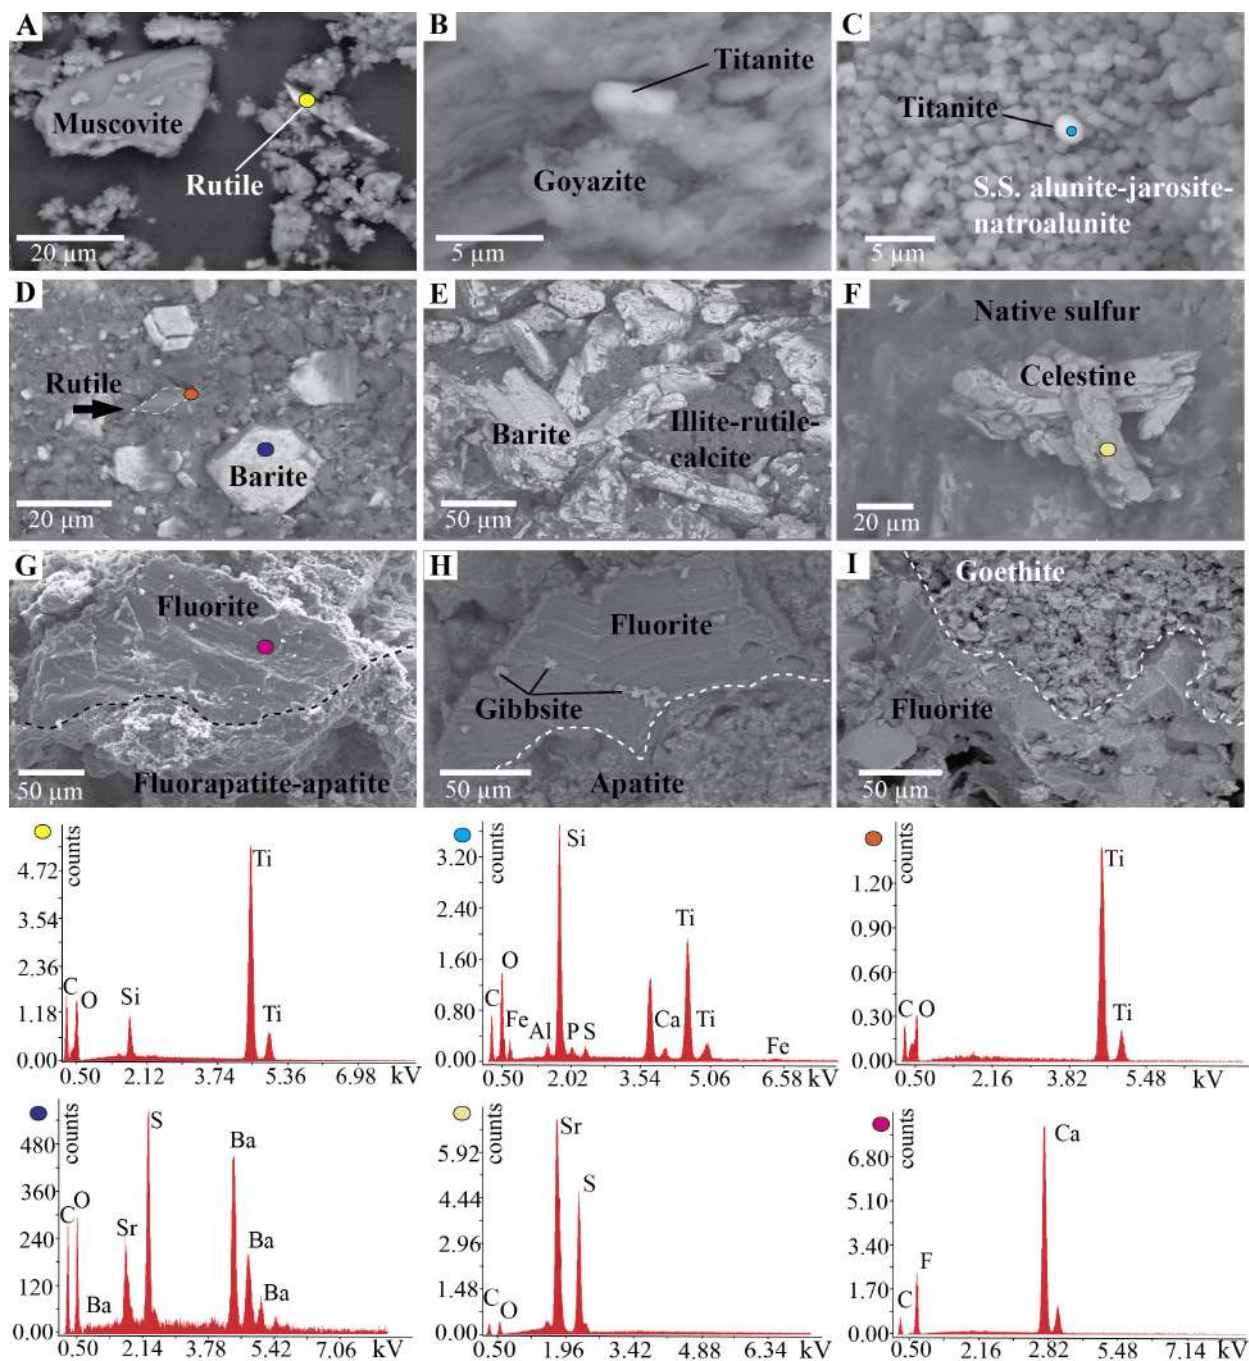 A
Muscovite
Rutile
20 µm
B
Titanite
Goyazite
5 µm
C
Titanite
S.S. alunite-jarosite-
natroalunite
5 µm
D
Rutile
Barite
20 µm
E
Barite
Illite-rutile-
calcite
50 µm
F
Native sulfur
Celestine
20 µm
G
Fluorite
Fluorapatite-apatite
50 µm
H
Fluorite
Gibbsite
Apatite
50 µm
I
Goethite
Fluorite
50 µm
counts
4.72
3.54
2.36
1.18
0.00
C
O
Si
Ti
Ti
0.50 2.12 3.74 5.36 6.98 kV
counts
3.20
2.40
1.60
0.80
0.00
C
O
Fe
Al
Si
P
S
Ca
Ti
Ti
Fe
0.50 2.02 3.54 5.06 6.58 kV
counts
1.20
0.90
0.60
0.30
0.00
C
O
Ti
Ti
0.50 2.16 3.82 5.48 kV
counts
480
360
240
120
0.00
C
O
Ba
Sr
S
Ba
Ba
Ba
0.50 2.14 3.78 5.42 7.06 kV
counts
5.92
4.44
2.96
1.48
0.00
C
O
Sr
S
0.50 1.96 3.42 4.88 6.34 kV
counts
6.80
5.10
3.40
1.70
0.00
C
F
Ca
0.50 2.16 2.82 5.48 7.14 kV